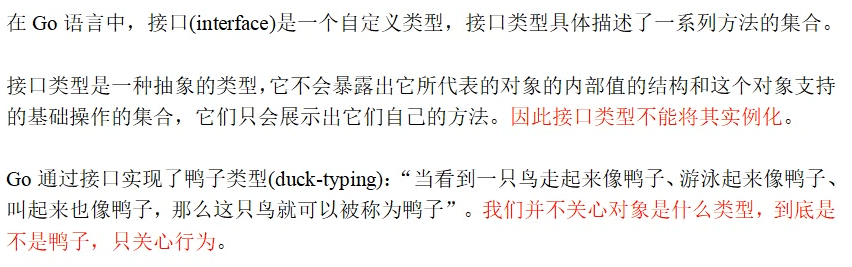 在 Go 语言中，接口(interface)是一个自定义类型，接口类型具体描述了一系列方法的集合。
接口类型是一种抽象的类型，它不会暴露出它所代表的对象的内部值的结构和这个对象支持
的基础操作的集合，它们只会展示出它们自己的方法。因此接口类型不能将其实例化。
Go 通过接口实现了鸭子类型(duck-typing)：“当看到一只鸟走起来像鸭子、游泳起来像鸭子、
叫起来也像鸭子，那么这只鸟就可以被称为鸭子”。我们并不关心对象是什么类型，到底是
不是鸭子，只关心行为。